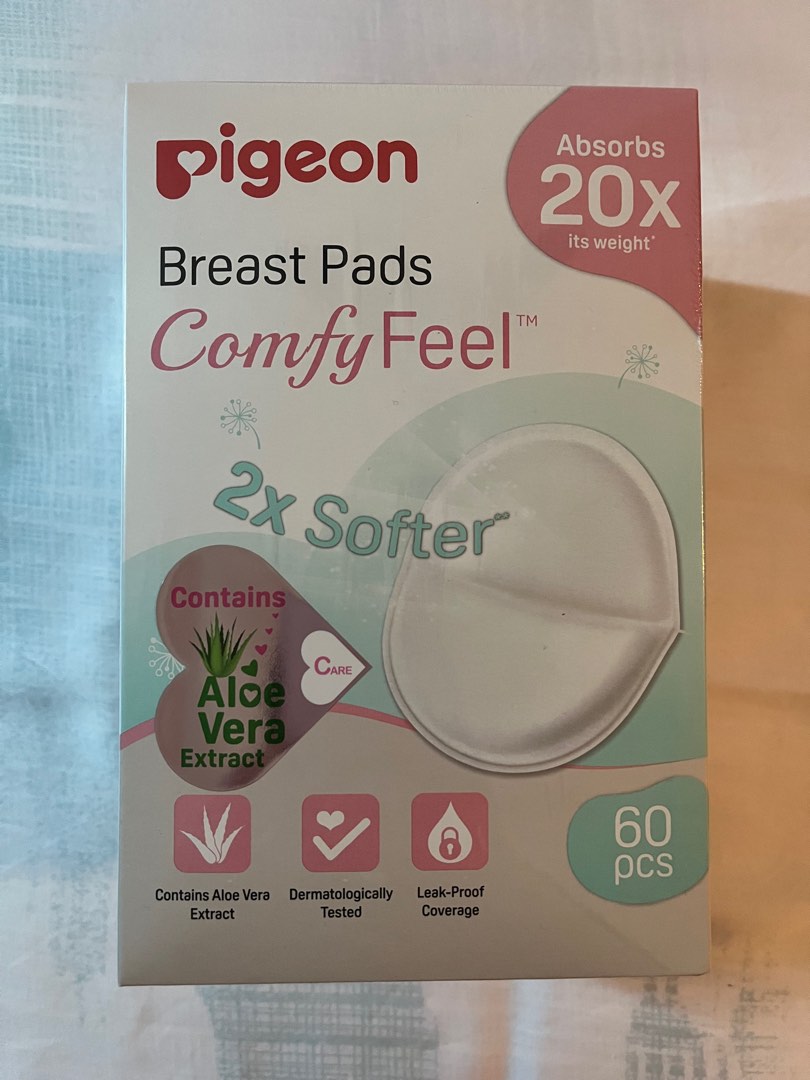 pigeon
Absorbs
20x
its weight*
Breast Pads
ComfyFeel™
2x Softer**
Contains
Aloe
Vera
Extract
CARE
60
pcs
Contains Aloe Vera
Extract
Dermatologically
Tested
Leak-Proof
Coverage